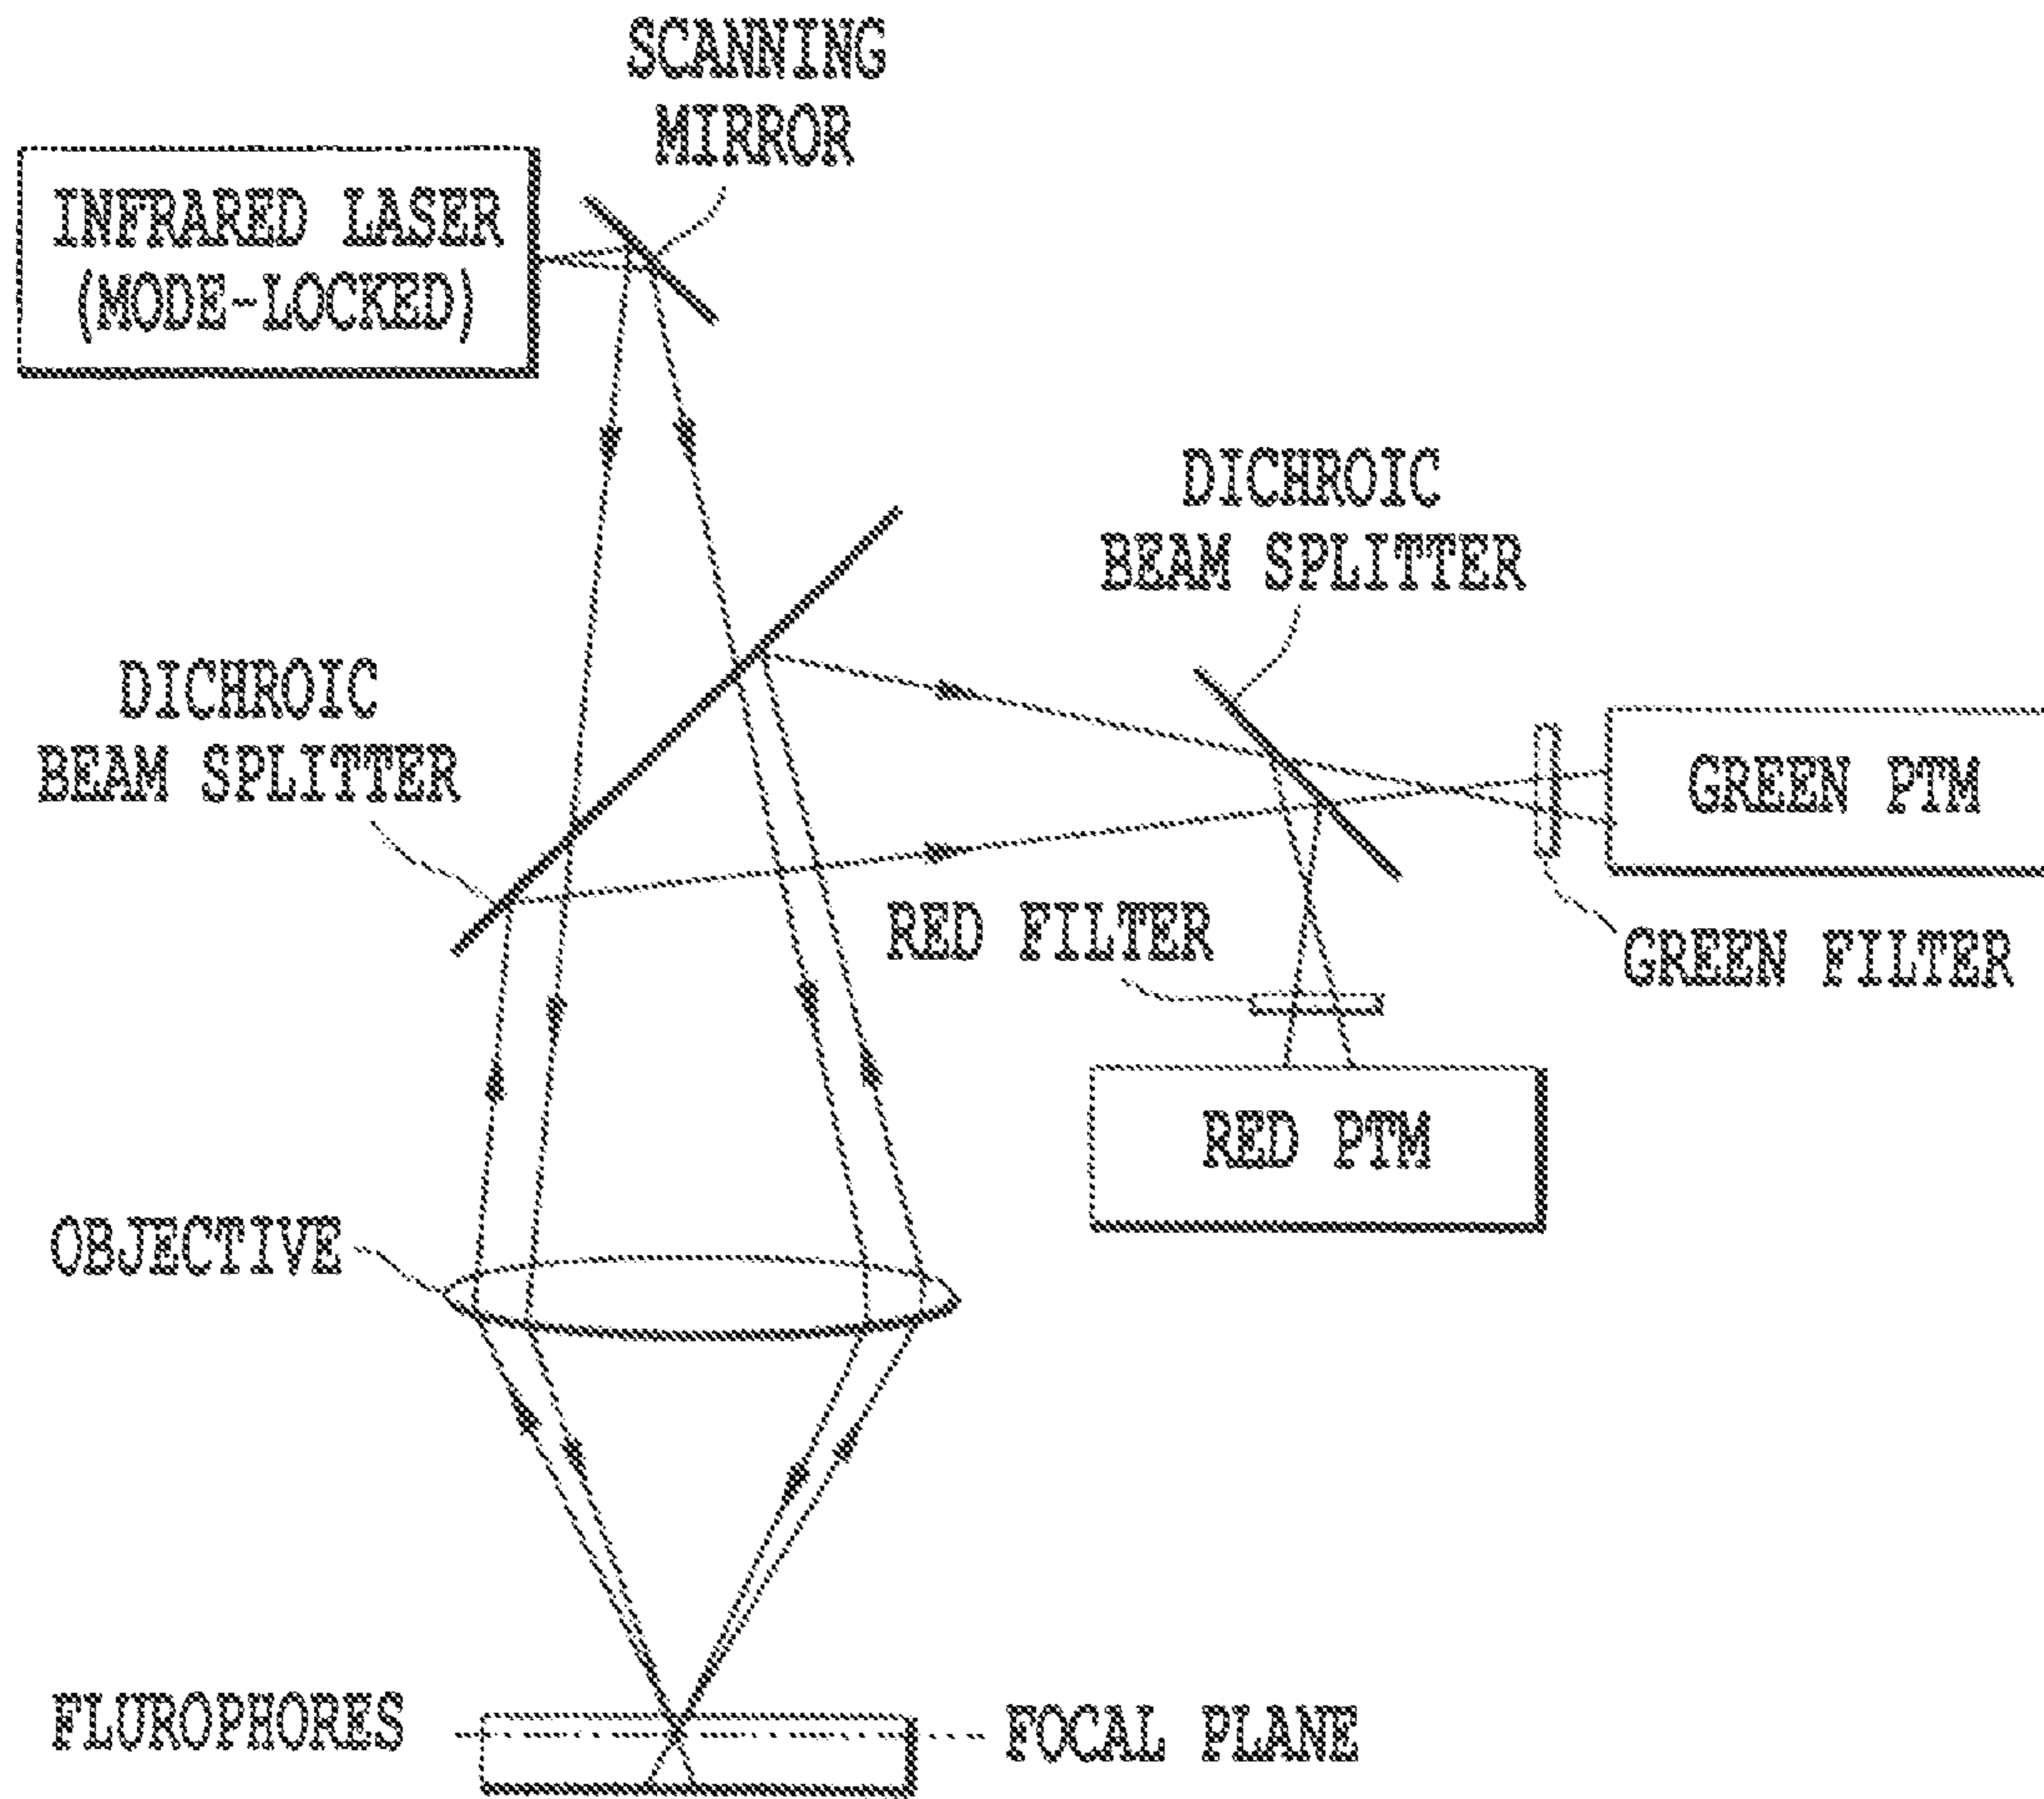 SCANNING
MIRROR
INFRARED LASER
(MODE-LOCKED)
DICHROIC
BEAM SPLITTER
DICHROIC
BEAM SPLITTER
GREEN PTM
RED FILTER
GREEN FILTER
RED PTM
OBJECTIVE
FLUROPHORES
FOCAL PLANE